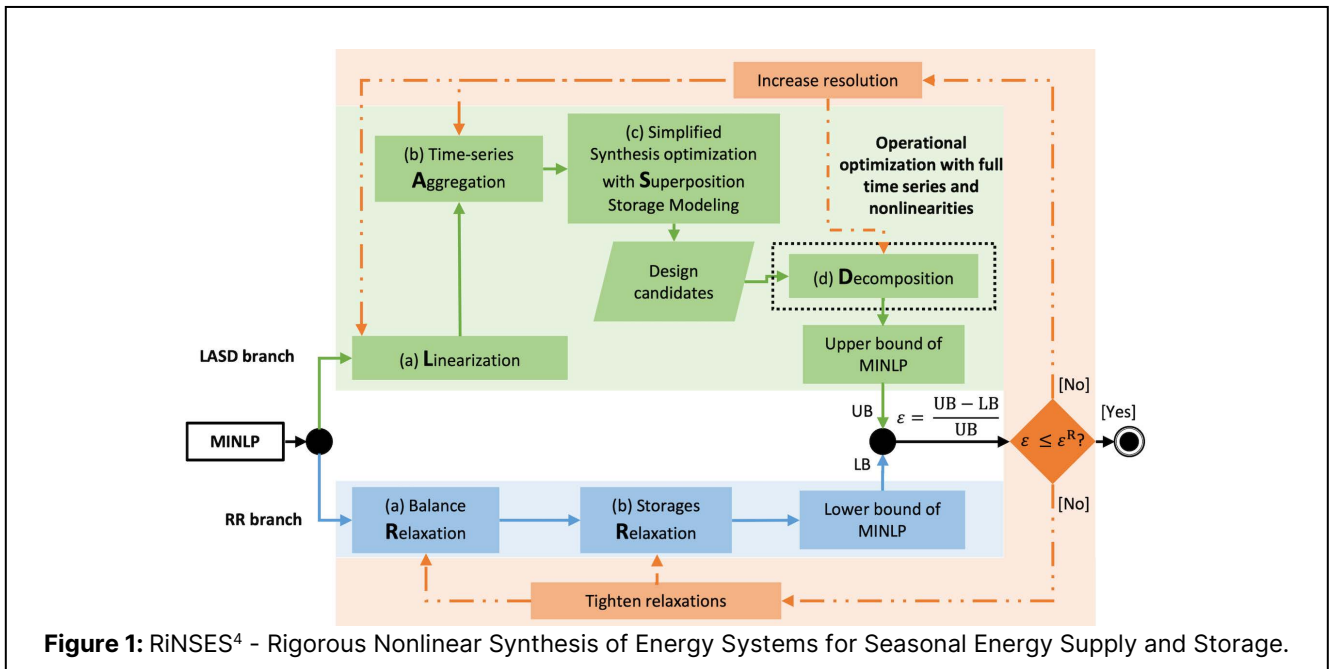 Increase resolution
(b) Time-series
Aggregation
(c) Simplified
Synthesis optimization
with Superposition
Storage Modeling
Operational
optimization with full
time series and
nonlinearities
Design
candidates
(d) Decomposition
LASD branch
(a) Linearization
Upper bound of
MINLP
[No]
UB
ε = (UB − LB) / UB
[Yes]
MINLP
ε ≤ εᴿ?
LB
[No]
RR branch
(a) Balance
Relaxation
(b) Storages
Relaxation
Lower bound of
MINLP
Tighten relaxations
Figure 1: RiNSES⁴ - Rigorous Nonlinear Synthesis of Energy Systems for Seasonal Energy Supply and Storage.